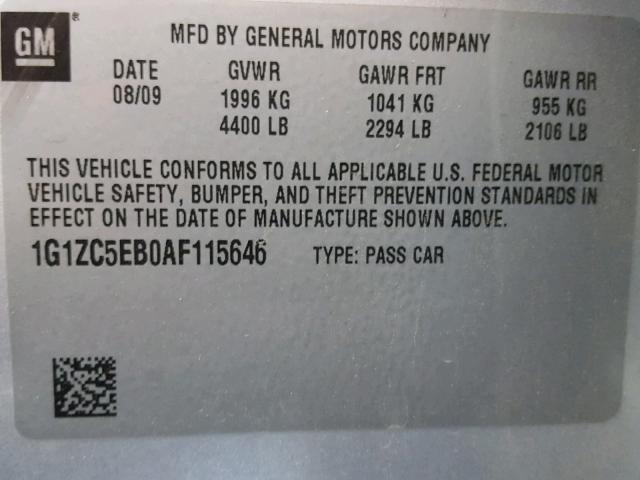 GM®
MFD BY GENERAL MOTORS COMPANY
DATE GVWR GAWR FRT GAWR RR
08/09 1996 KG 1041 KG 955 KG
4400 LB 2294 LB 2106 LB
THIS VEHICLE CONFORMS TO ALL APPLICABLE U.S. FEDERAL MOTOR
VEHICLE SAFETY, BUMPER, AND THEFT PREVENTION STANDARDS IN
EFFECT ON THE DATE OF MANUFACTURE SHOWN ABOVE.
1G1ZC5EB0AF115646 TYPE: PASS CAR